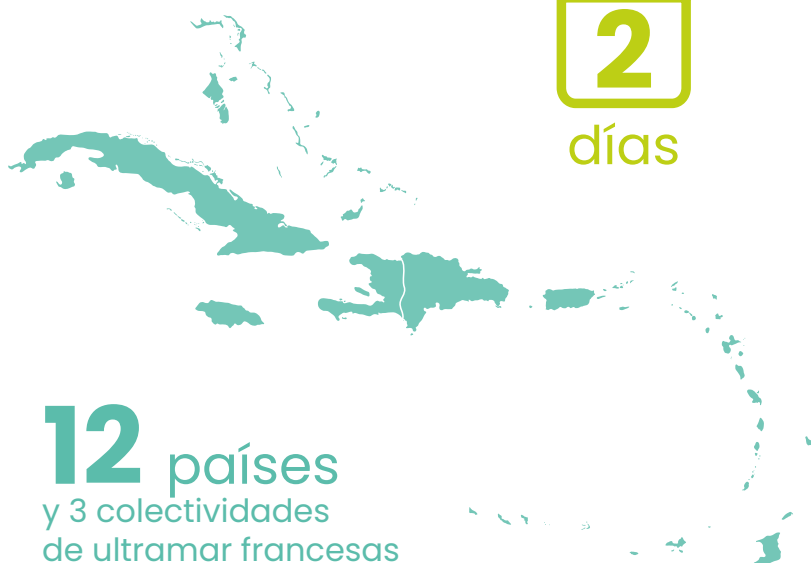 2
días
12 países
y 3 colectividades
de ultramar francesas